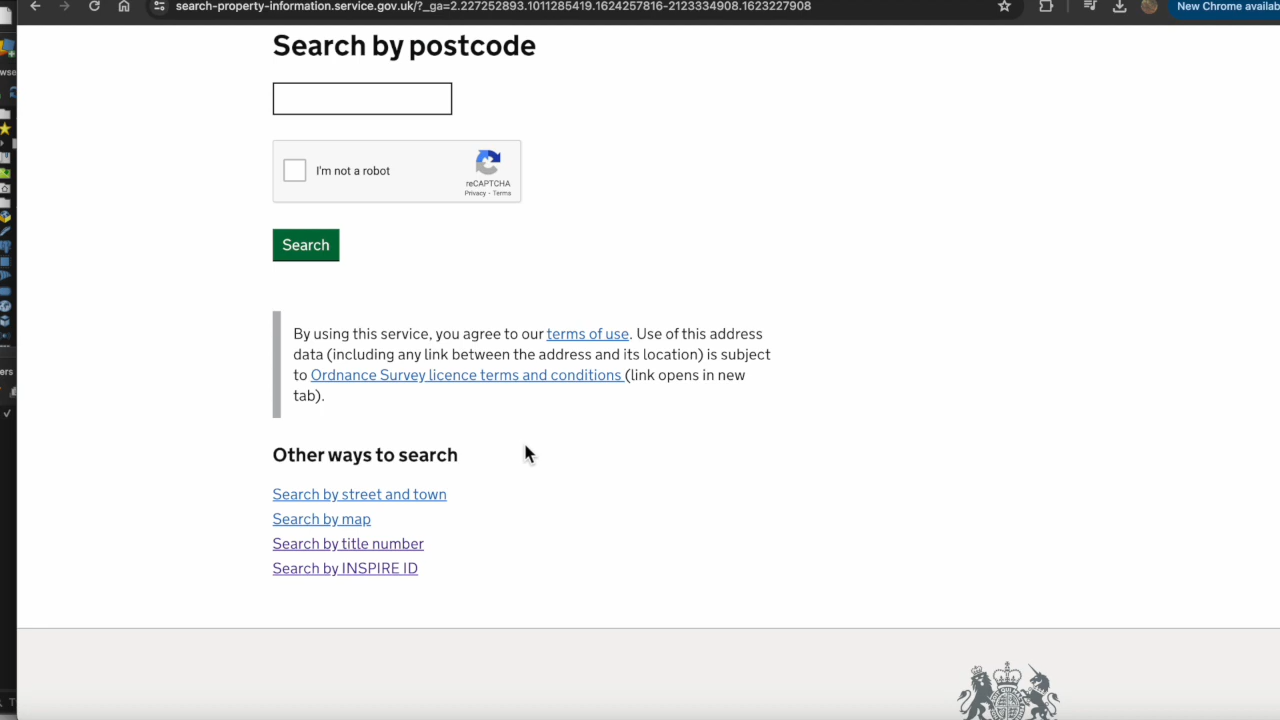 search-property-information.service.gov.uk/?_ga=2.227252893.1011285419.1624257816-2123334908.1623227908
New Chrome availab
Search by postcode
I'm not a robot
reCAPTCHA
Privacy - Terms
Search
By using this service, you agree to our terms of use. Use of this address
data (including any link between the address and its location) is subject
to Ordnance Survey licence terms and conditions (link opens in new
tab).
Other ways to search
Search by street and town
Search by map
Search by title number
Search by INSPIRE ID